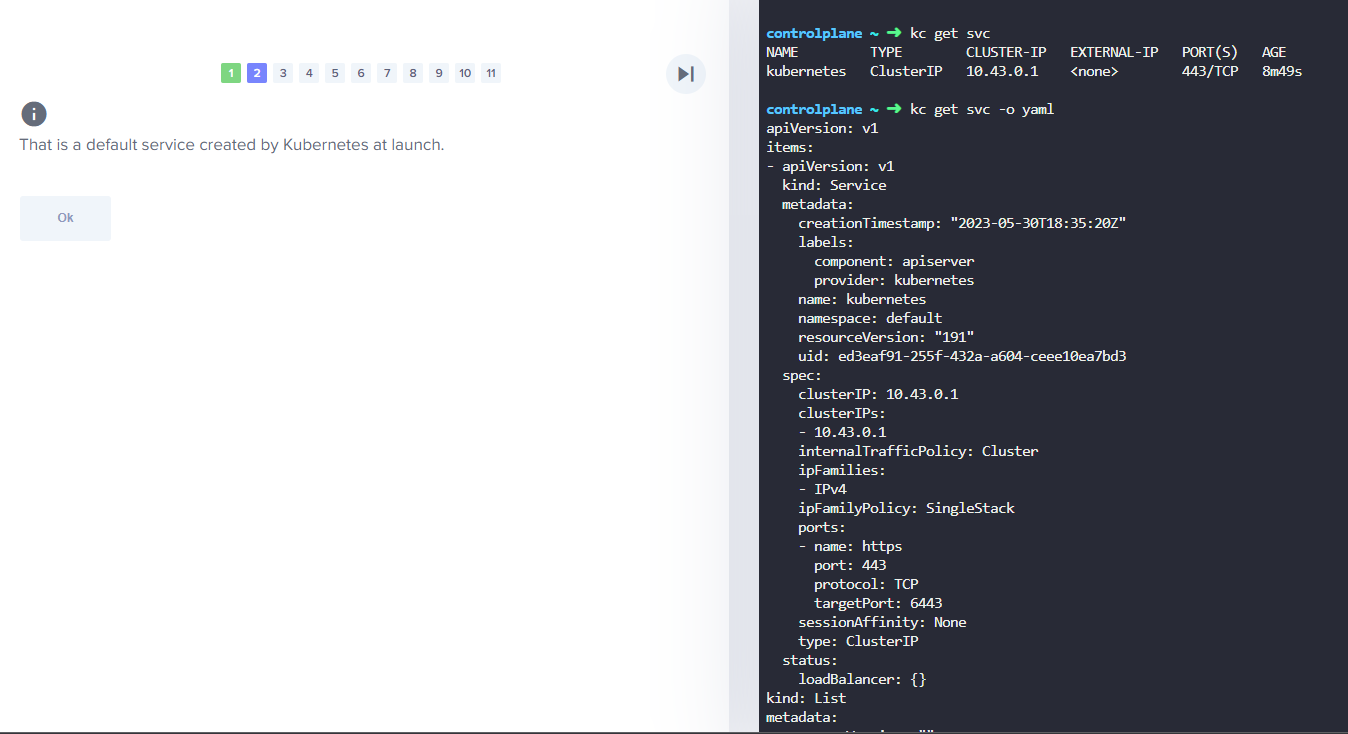 1 2 3 4 5 6 7 8 9 10 11
i
That is a default service created by Kubernetes at launch.
Ok
controlplane ~ ➜ kc get svc
NAME TYPE CLUSTER-IP EXTERNAL-IP PORT(S) AGE
kubernetes ClusterIP 10.43.0.1 <none> 443/TCP 8m49s
controlplane ~ ➜ kc get svc -o yaml
apiVersion: v1
items:
- apiVersion: v1
  kind: Service
  metadata:
    creationTimestamp: "2023-05-30T18:35:20Z"
    labels:
      component: apiserver
      provider: kubernetes
    name: kubernetes
    namespace: default
    resourceVersion: "191"
    uid: ed3eaf91-255f-432a-a604-ceee10ea7bd3
  spec:
    clusterIP: 10.43.0.1
    clusterIPs:
    - 10.43.0.1
    internalTrafficPolicy: Cluster
    ipFamilies:
    - IPv4
    ipFamilyPolicy: SingleStack
    ports:
    - name: https
      port: 443
      protocol: TCP
      targetPort: 6443
    sessionAffinity: None
    type: ClusterIP
  status:
    loadBalancer: {}
kind: List
metadata: